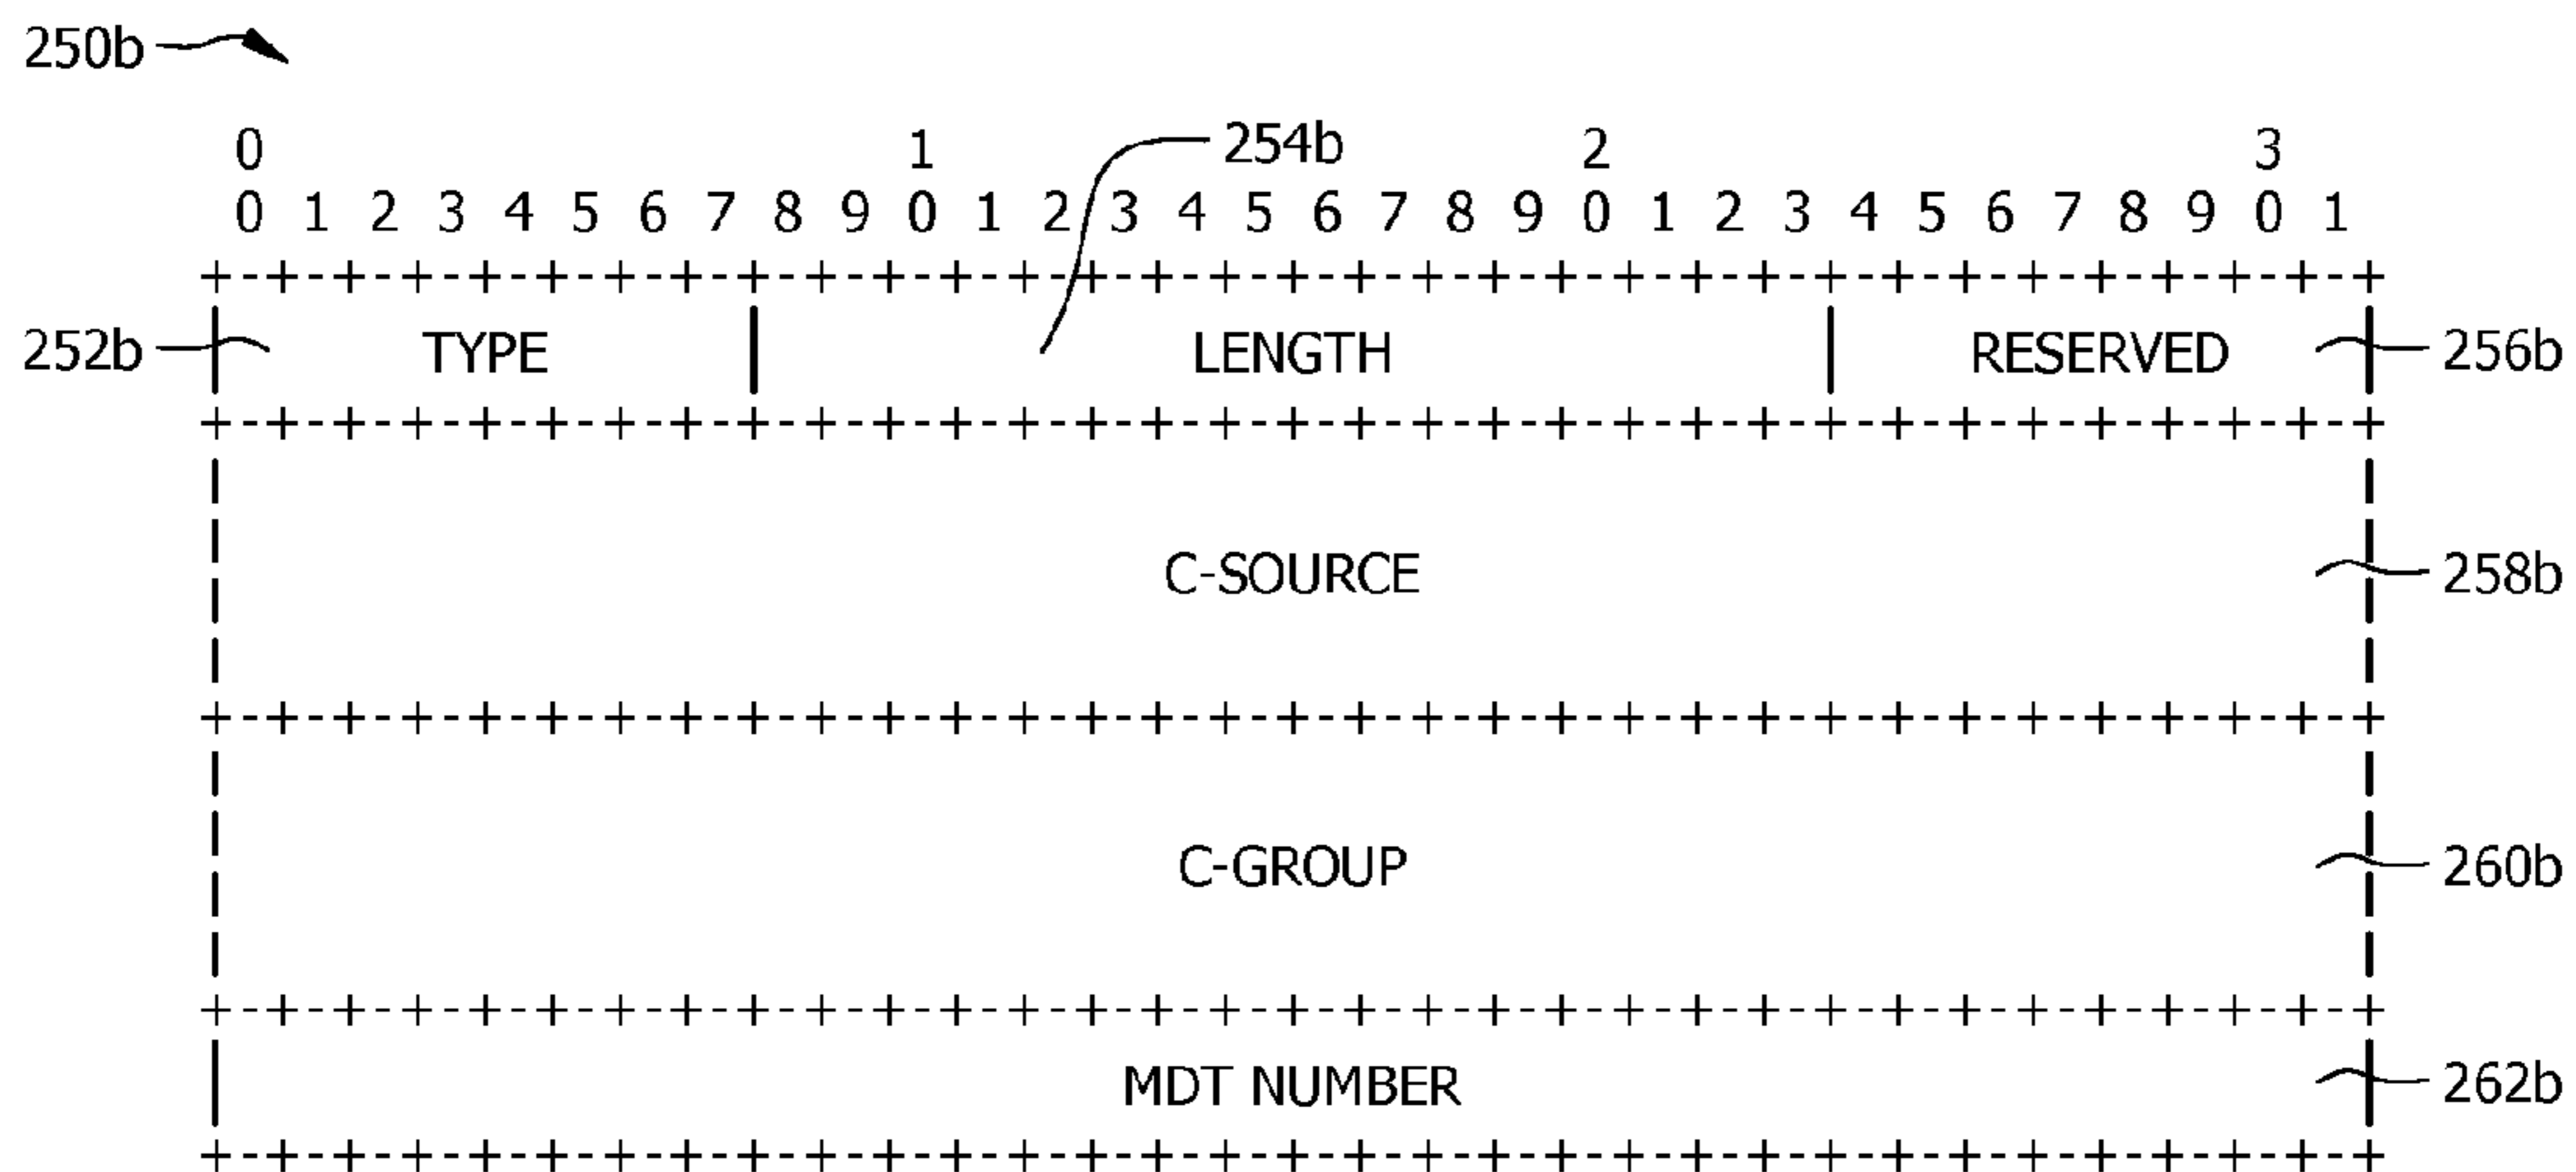 250b
0 1 254b 2 3
0 1 2 3 4 5 6 7 8 9 0 1 2 3 4 5 6 7 8 9 0 1 2 3 4 5 6 7 8 9 0 1
252b TYPE LENGTH RESERVED 256b
C-SOURCE 258b
C-GROUP 260b
MDT NUMBER 262b